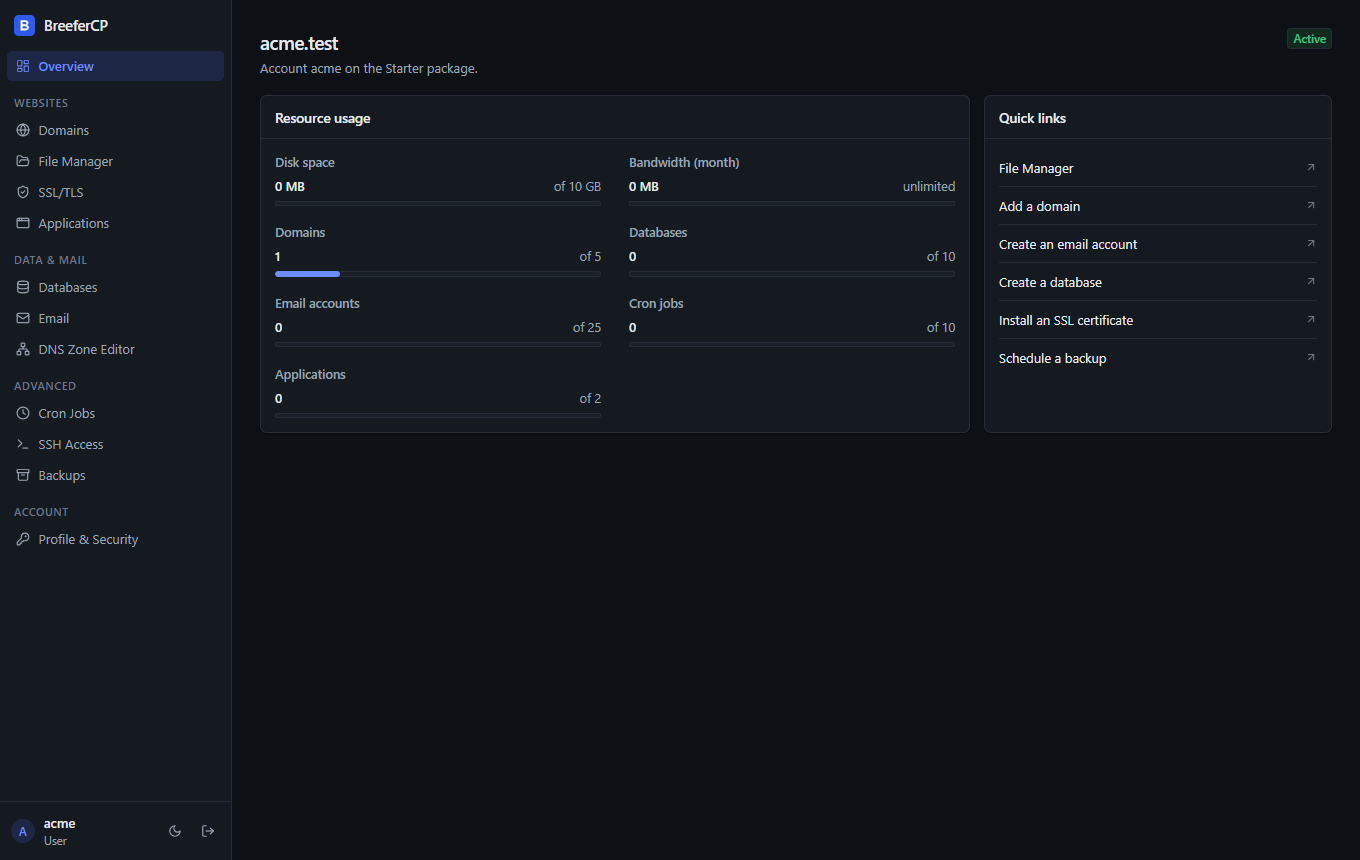 B BreeferCP
Overview
WEBSITES
Domains
File Manager
SSL/TLS
Applications
DATA & MAIL
Databases
Email
DNS Zone Editor
ADVANCED
Cron Jobs
SSH Access
Backups
ACCOUNT
Profile & Security
A acme
User
acme.test
Active
Account acme on the Starter package.
Resource usage
Disk space
0 MB of 10 GB
Bandwidth (month)
0 MB unlimited
Domains
1 of 5
Databases
0 of 10
Email accounts
0 of 25
Cron jobs
0 of 10
Applications
0 of 2
Quick links
File Manager
Add a domain
Create an email account
Create a database
Install an SSL certificate
Schedule a backup